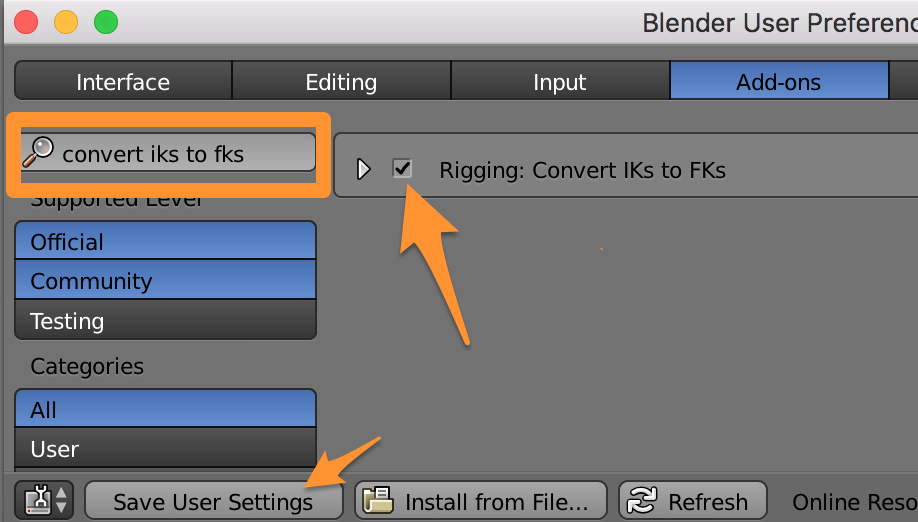 Blender User Preferenc
Interface
Editing
Input
Add-ons
convert iks to fks
Rigging: Convert IKs to FKs
Supported Level
Official
Community
Testing
Categories
All
User
Save User Settings
Install from File...
Refresh
Online Reso